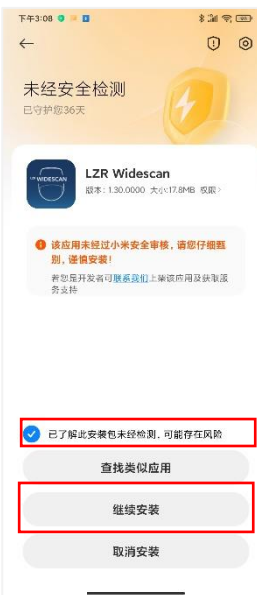 下午3:08
未经安全检测
已守护您36天
WIDESCAN
LZR Widescan
版本: 1.30.0000 大小:17.8MB 权限>
该应用未经过小米安全审核，请您仔细甄
别，谨慎安装！
若您是开发者可联系我们上架该应用及获取服
务支持
已了解此安装包未经检测，可能存在风险
查找类似应用
继续安装
取消安装